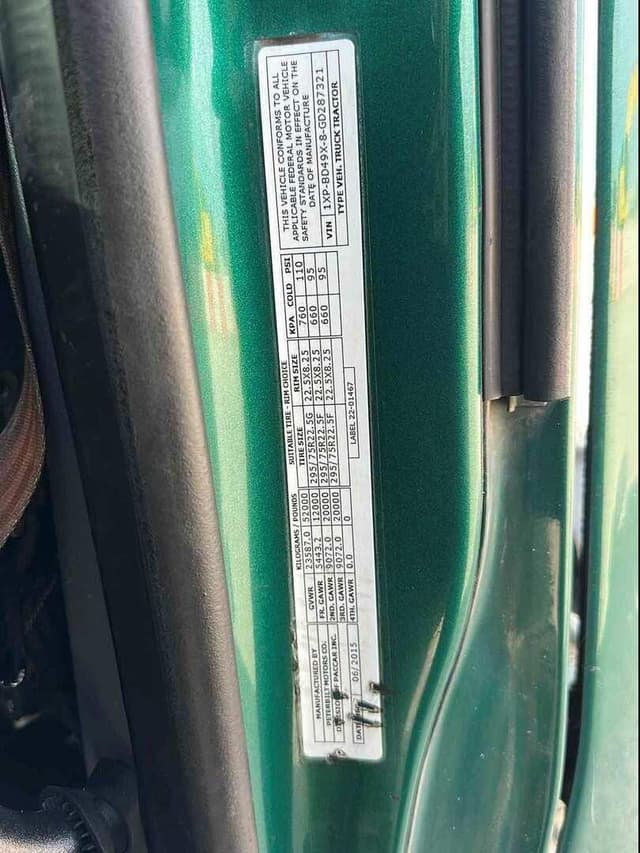 MANUFACTURED BY
PETERBILT MOTORS CO.
DIVISION OF PACCAR INC.
DATE 06/2015
KILOGRAMS / POUNDS
GVWR 23587.0 52000
FR. GAWR 5443.2 12000
2ND. GAWR 9072.0 20000
3RD. GAWR 9072.0 20000
4TH. GAWR 0.0 0
SUITABLE TIRE - RIM CHOICE
TIRE SIZE RIM SIZE KPA COLD PSI
295/75R22.5G 22.5X8.25 760 110
295/75R22.5F 22.5X8.25 660 95
295/75R22.5F 22.5X8.25 660 95
LABEL 22-01467
THIS VEHICLE CONFORMS TO ALL
APPLICABLE FEDERAL MOTOR VEHICLE
SAFETY STANDARDS IN EFFECT ON THE
DATE OF MANUFACTURE
VIN 1XP-BD49X-8-GD287321
TYPE VEH. TRUCK TRACTOR